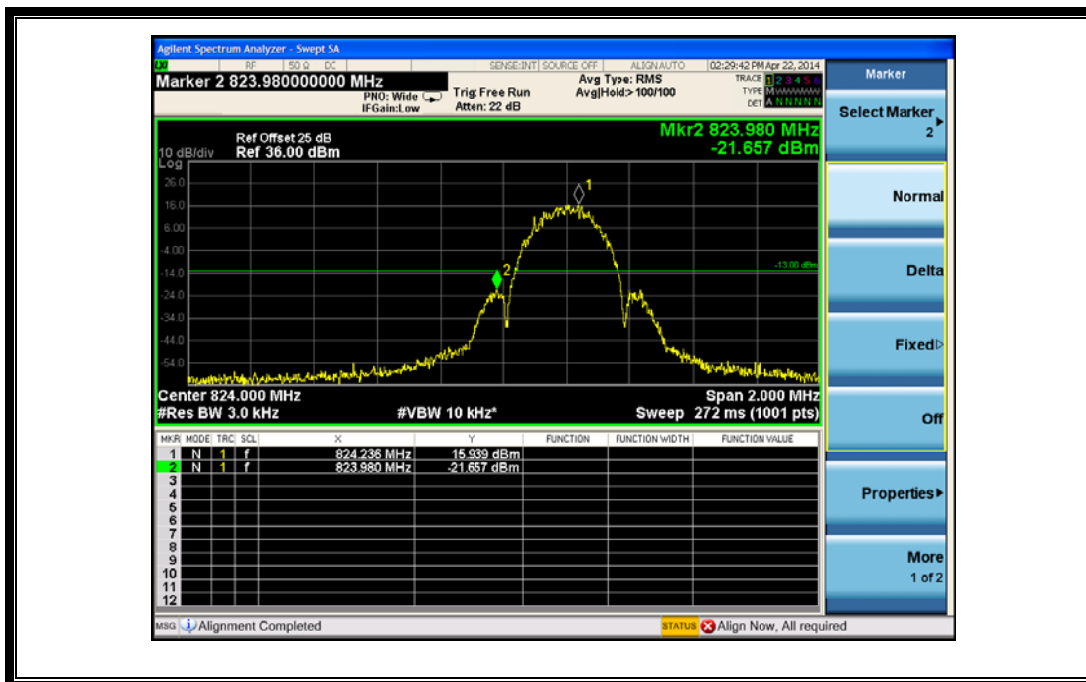 Agilent Spectrum Analyzer - Swept SA
LXI RF 50 Ω DC SENSE:INT SOURCE OFF ALIGN AUTO 02:29:42 PM Apr 22, 2014
Marker 2 823.980000000 MHz
PNO: Wide
IFGain:Low
Trig: Free Run
Atten: 22 dB
Avg Type: RMS
Avg|Hold:> 100/100
TRACE 1 2 3 4 5 6
TYPE M
DET A N N N N N
Mkr2 823.980 MHz
-21.657 dBm
Ref Offset 25 dB
10 dB/div Ref 36.00 dBm
Log
26.0
16.0
6.00
-4.00
-14.0
-24.0
-34.0
-44.0
-54.0
1
2
-13.00 dBm
Center 824.000 MHz Span 2.000 MHz
#Res BW 3.0 kHz #VBW 10 kHz* Sweep 272 ms (1001 pts)
MKR MODE TRC SCL X Y FUNCTION FUNCTION WIDTH FUNCTION VALUE
1 N 1 f 824.236 MHz 15.939 dBm
2 N 1 f 823.980 MHz -21.657 dBm
3
4
5
6
7
8
9
10
11
12
MSG Alignment Completed STATUS Align Now, All required
Marker
Select Marker
2
Normal
Delta
Fixed
Off
Properties
More
1 of 2